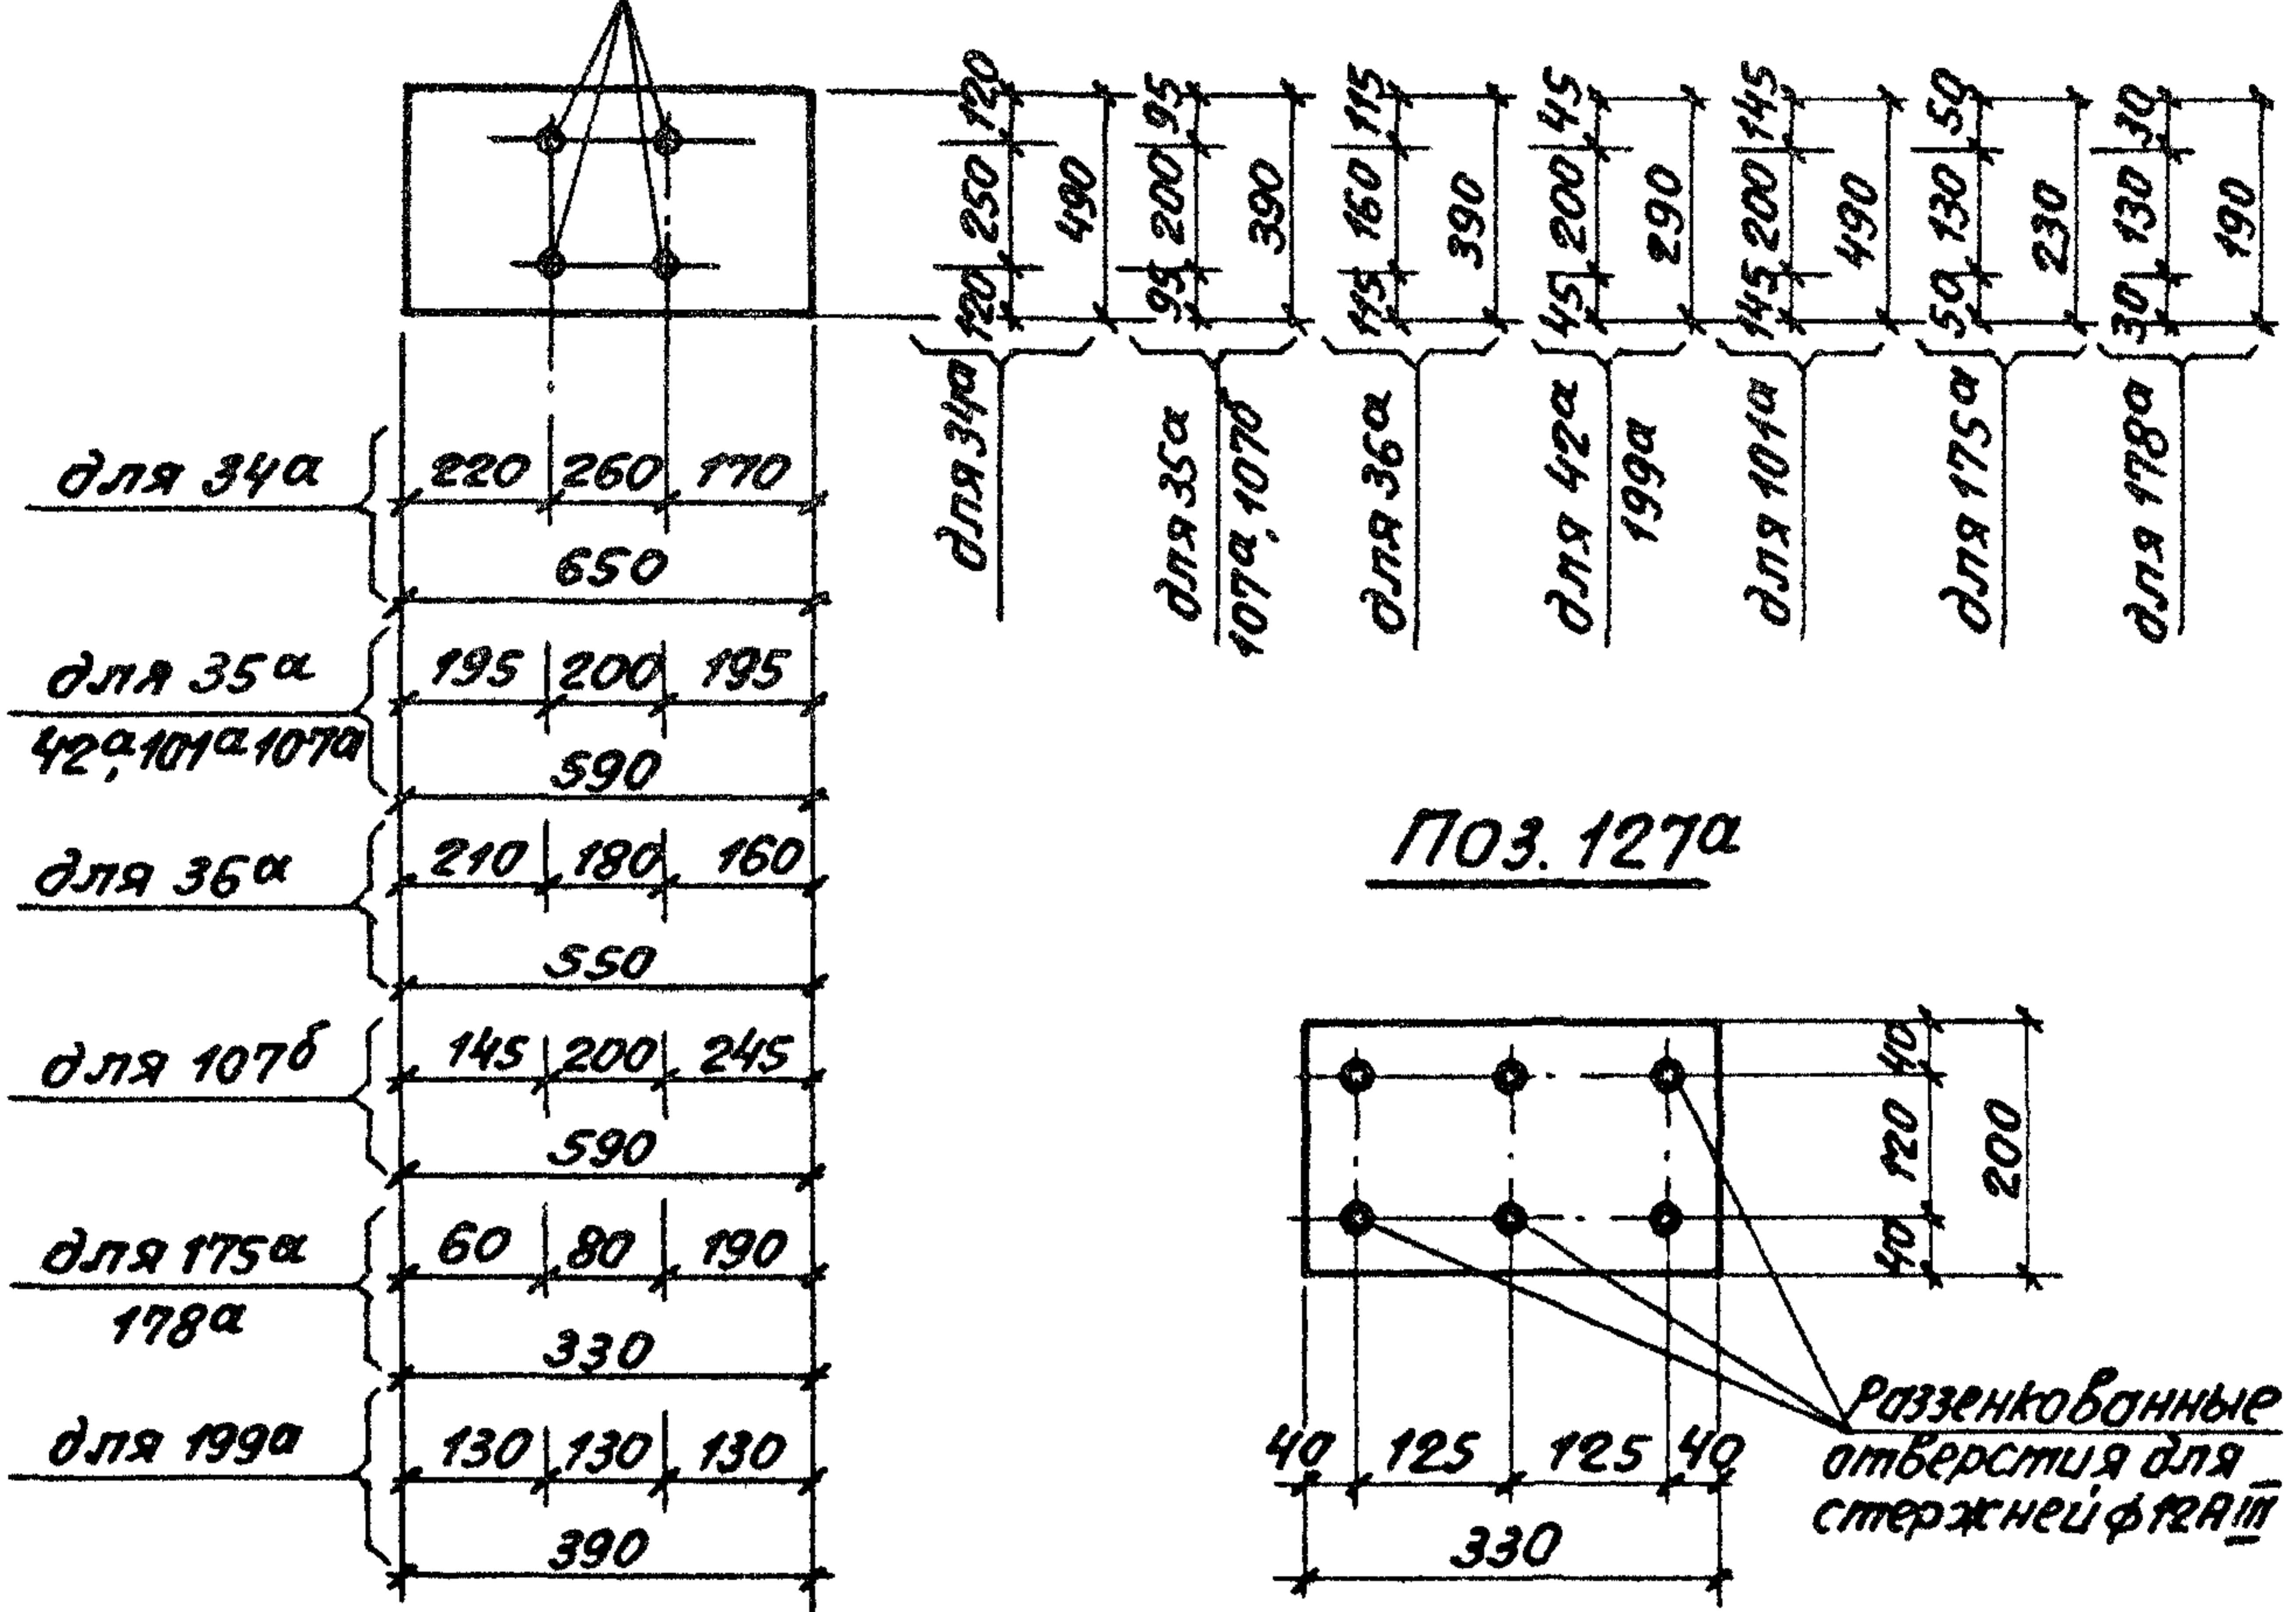 120 250 120
490
для 34а
95 200 95
390
для 35а
107а, 107б
115 160 115
390
для 36а
45 200 45
290
для 42а
199а
145 200 145
490
для 101а
50 130 50
230
для 175а
30 130 30
190
для 178а
для 34а
220 260 170
650
для 35а
42а, 101а 107а
195 200 195
590
для 36а
210 180 160
550
для 107б
145 200 245
590
для 175а
178а
60 80 190
330
для 199а
130 130 130
390
ПОЗ. 127а
40 120 40
200
40 125 125 40
330
Раззенкованные
отверстия для
стержней ф 12АIII